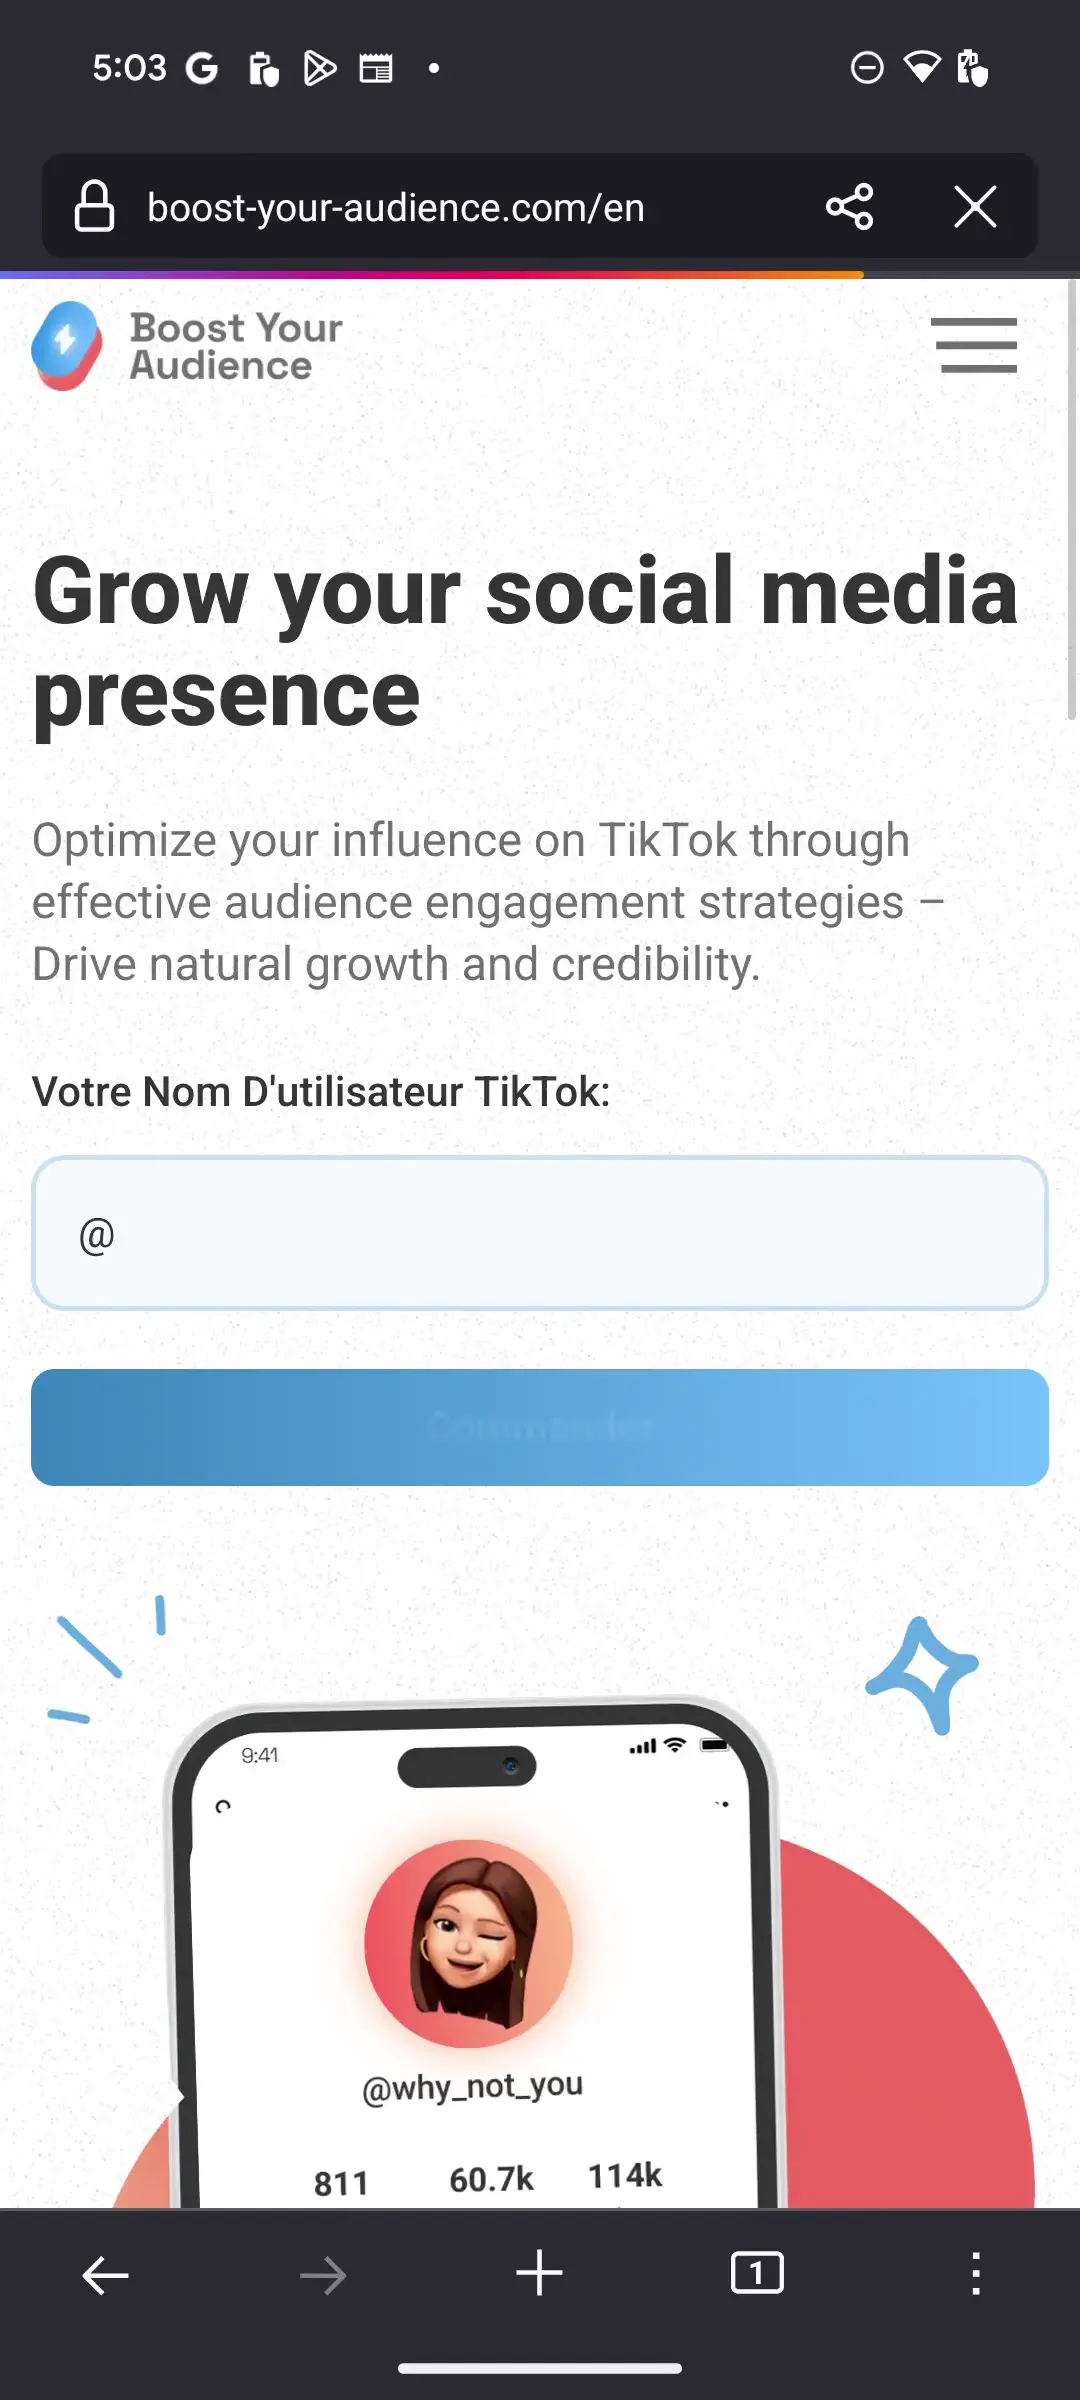 5:03
boost-your-audience.com/en
Boost Your
Audience
Grow your social media
presence
Optimize your influence on TikTok through
effective audience engagement strategies –
Drive natural growth and credibility.
Votre Nom D'utilisateur TikTok:
@
Commander
9:41
@why_not_you
811 60.7k 114k
1